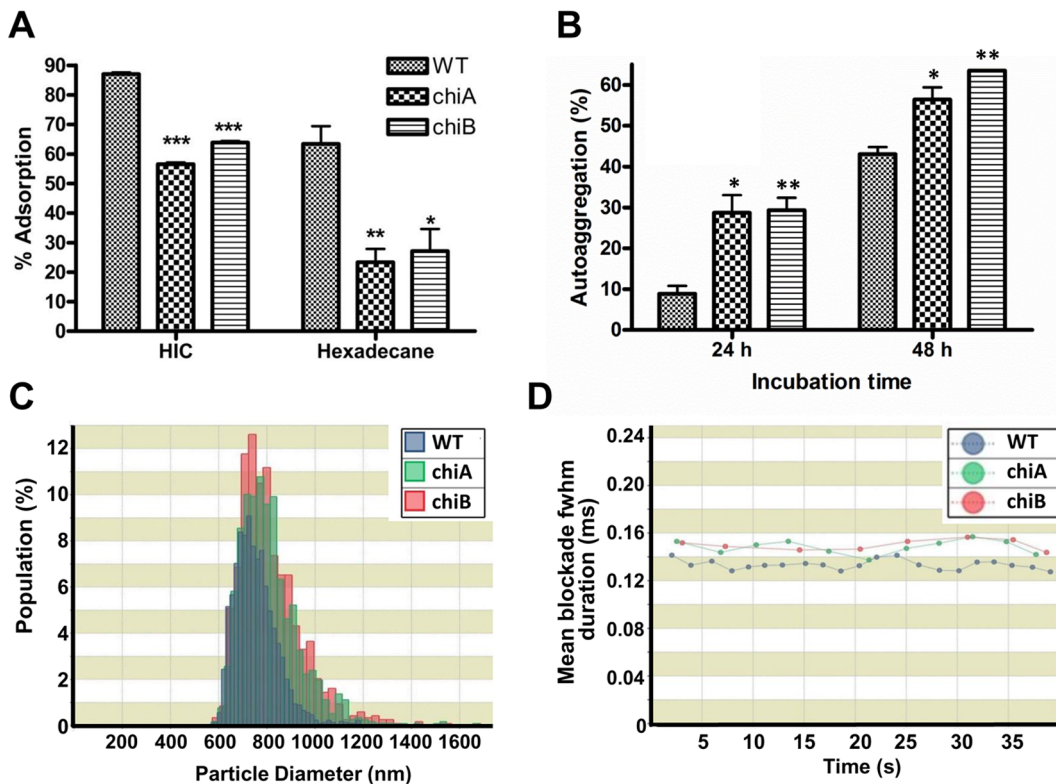 A
% Adsorption
90
80
70
60
50
40
30
20
10
0
***
***
**
*
HIC
Hexadecane
WT
chiA
chiB
B
Autoaggregation (%)
60
50
40
30
20
10
0
*
**
*
**
24 h
48 h
Incubation time
C
Population (%)
12
10
8
6
4
2
0
200 400 600 800 1000 1200 1400 1600
Particle Diameter (nm)
WT
chiA
chiB
D
Mean blockade fwhm
duration (ms)
0.24
0.20
0.16
0.12
0.08
0.04
0.00
5 10 15 20 25 30 35
Time (s)
WT
chiA
chiB